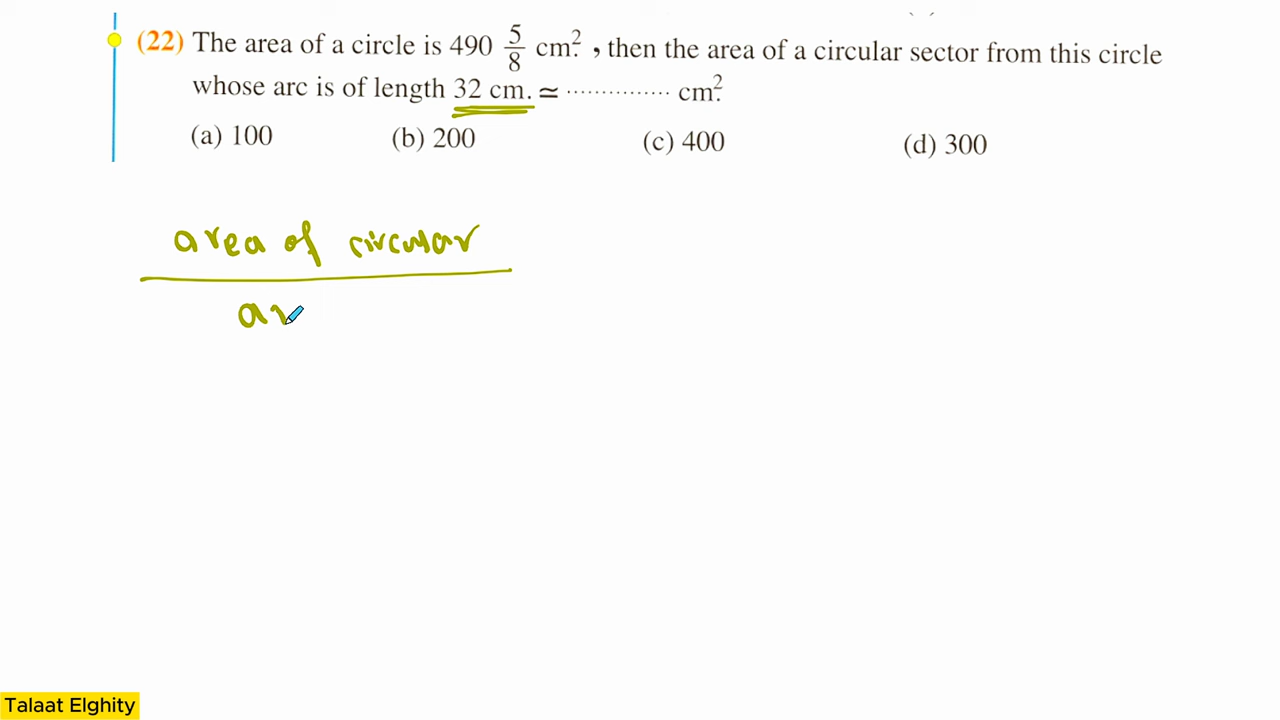 (22) The area of a circle is 490 5/8 cm² , then the area of a circular sector from this circle
whose arc is of length 32 cm. ≃ ............... cm²
(a) 100 (b) 200 (c) 400 (d) 300
area of circular
ar
Talaat Elghity